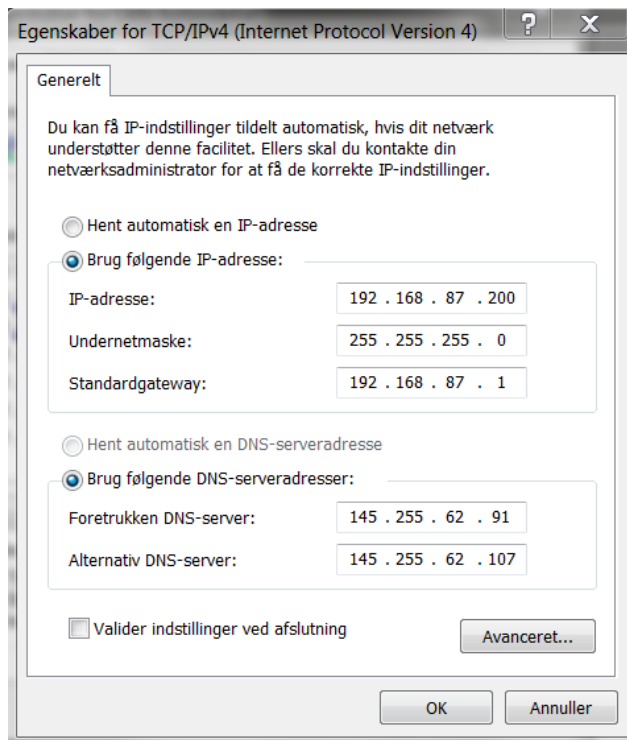 Egenskaber for TCP/IPv4 (Internet Protocol Version 4)
Generelt
Du kan få IP-indstillinger tildelt automatisk, hvis dit netværk
understøtter denne facilitet. Ellers skal du kontakte din
netværksadministrator for at få de korrekte IP-indstillinger.
Hent automatisk en IP-adresse
Brug følgende IP-adresse:
IP-adresse: 192 . 168 . 87 . 200
Undernetmaske: 255 . 255 . 255 . 0
Standardgateway: 192 . 168 . 87 . 1
Hent automatisk en DNS-serveradresse
Brug følgende DNS-serveradresser:
Foretrukken DNS-server: 145 . 255 . 62 . 91
Alternativ DNS-server: 145 . 255 . 62 . 107
Valider indstillinger ved afslutning
Avanceret...
OK Annuller